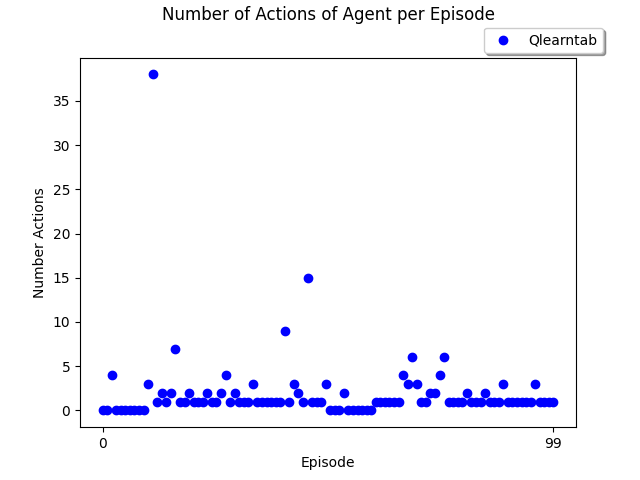 Number of Actions of Agent per Episode
Qlearntab
Number Actions
35
30
25
20
15
10
5
0
0 99
Episode